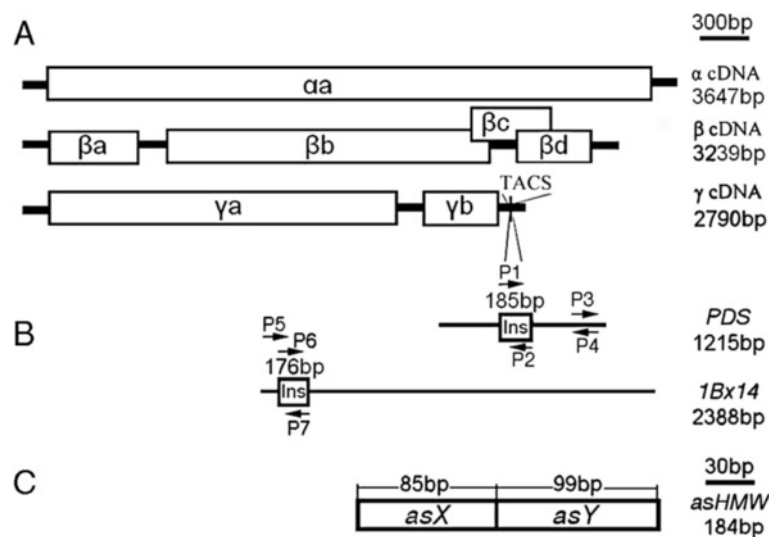 A
300bp
αa
α cDNA
3647bp
βa
βb
βc
βd
β cDNA
3239bp
TACS
γa
γb
γ cDNA
2790bp
P1
185bp
P3
B
P5
P6
Ins
P2
P4
PDS
1215bp
176bp
Ins
P7
1Bx14
2388bp
C
85bp
99bp
30bp
asX
asY
asHMW
184bp